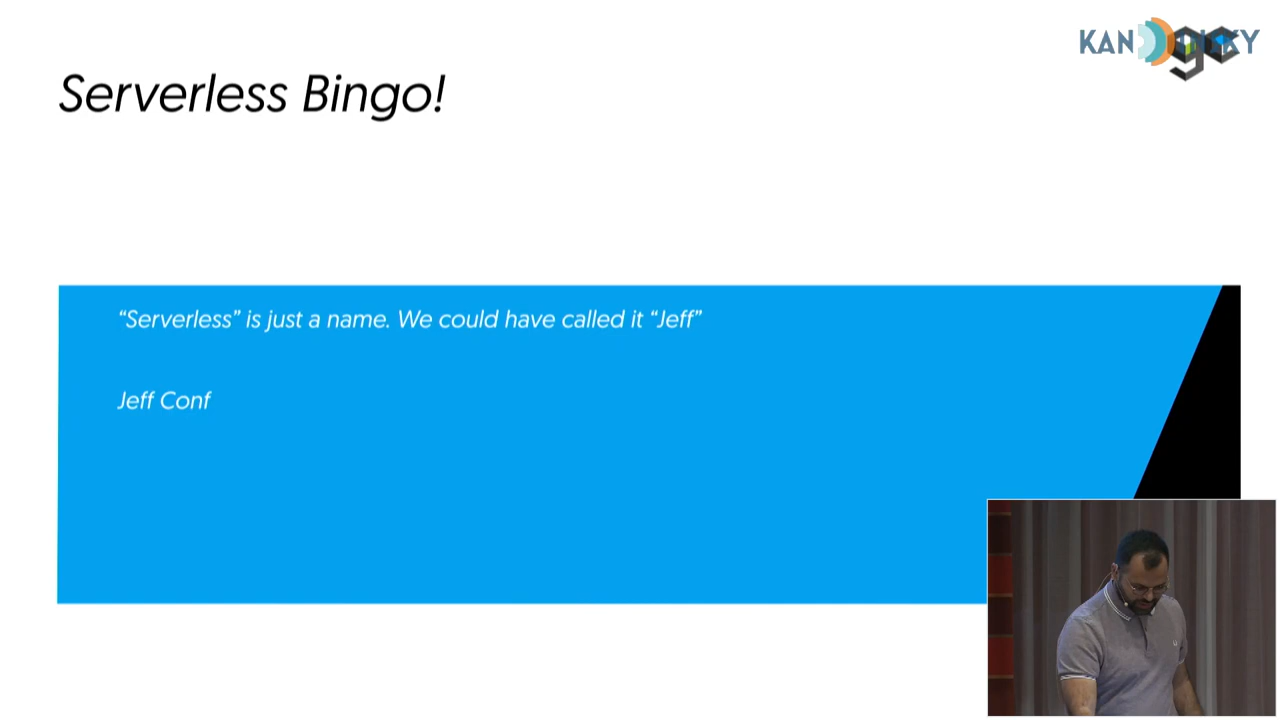 Serverless Bingo!
“Serverless” is just a name. We could have called it “Jeff”
Jeff Conf